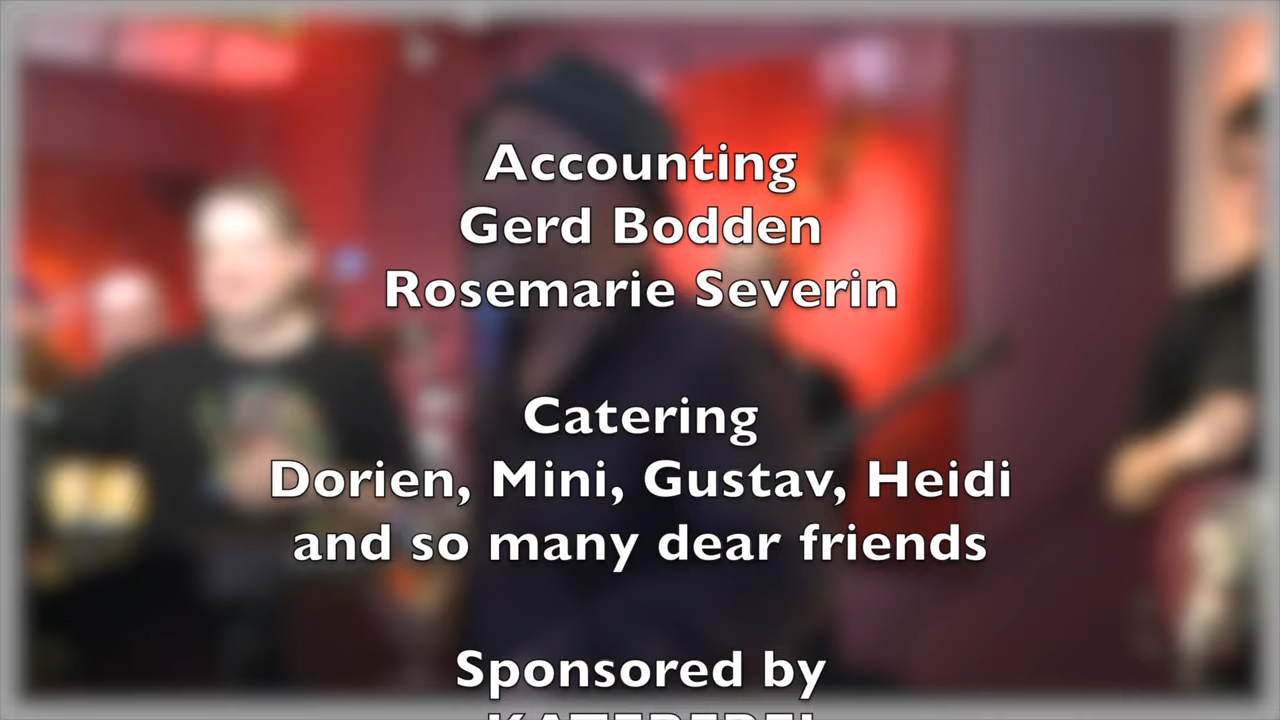 Accounting
Gerd Bodden
Rosemarie Severin
Catering
Dorien, Mini, Gustav, Heidi
and so many dear friends
Sponsored by